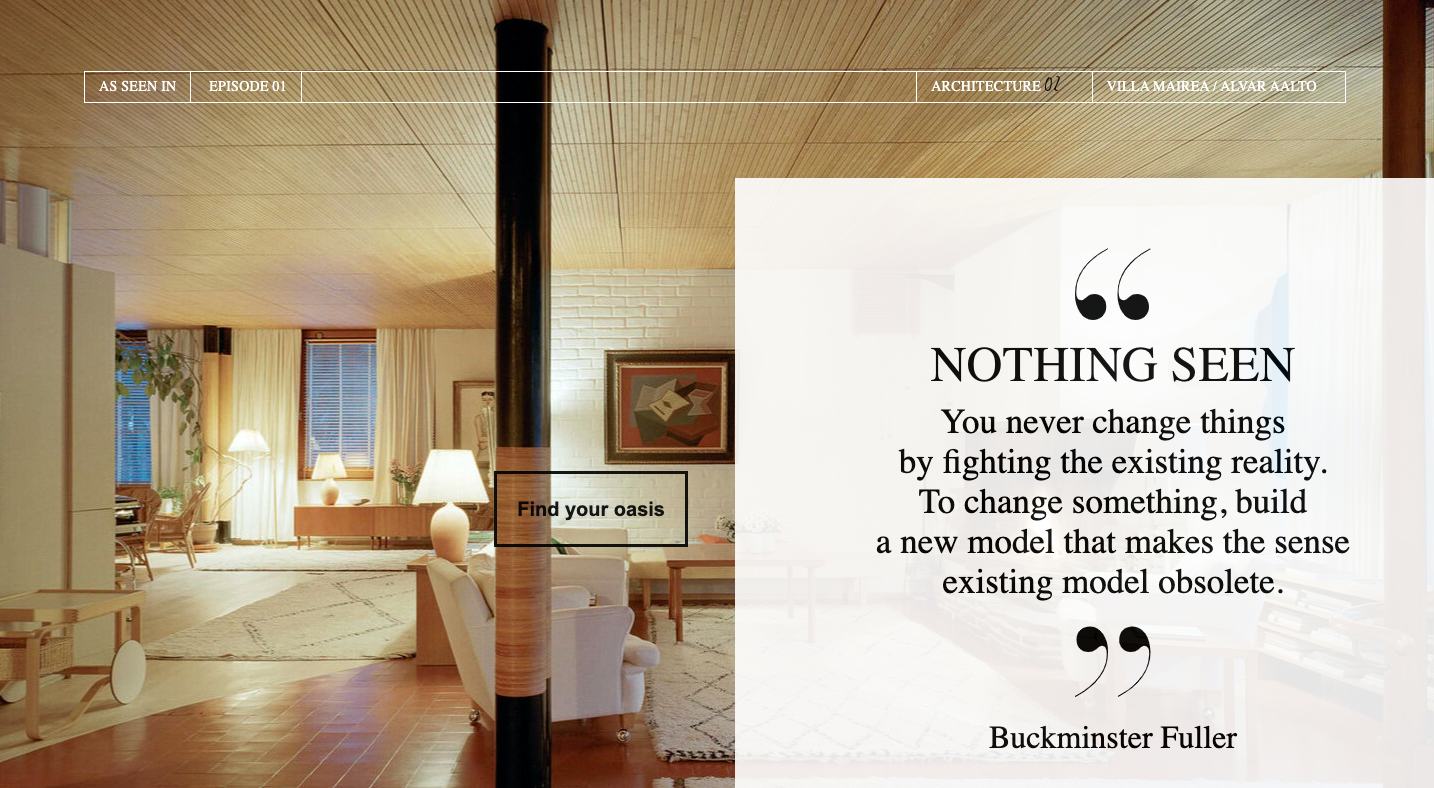 AS SEEN IN
EPISODE 01
ARCHITECTURE 02
VILLA MAIREA / ALVAR AALTO
Find your oasis
“
NOTHING SEEN
You never change things
by fighting the existing reality.
To change something, build
a new model that makes the sense
existing model obsolete.
”
Buckminster Fuller